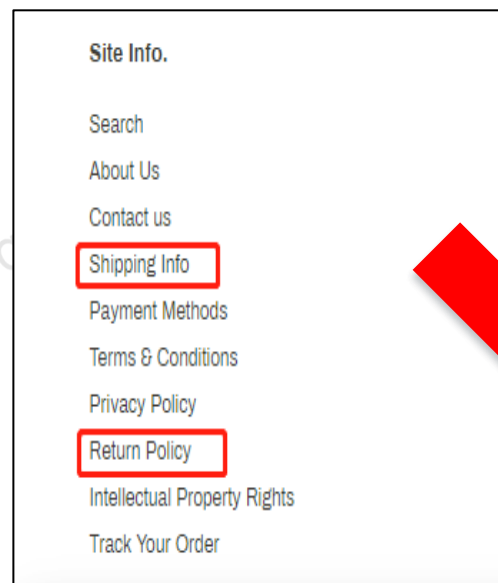 Site Info.
Search
About Us
Contact us
Shipping Info
Payment Methods
Terms & Conditions
Privacy Policy
Return Policy
Intellectual Property Rights
Track Your Order